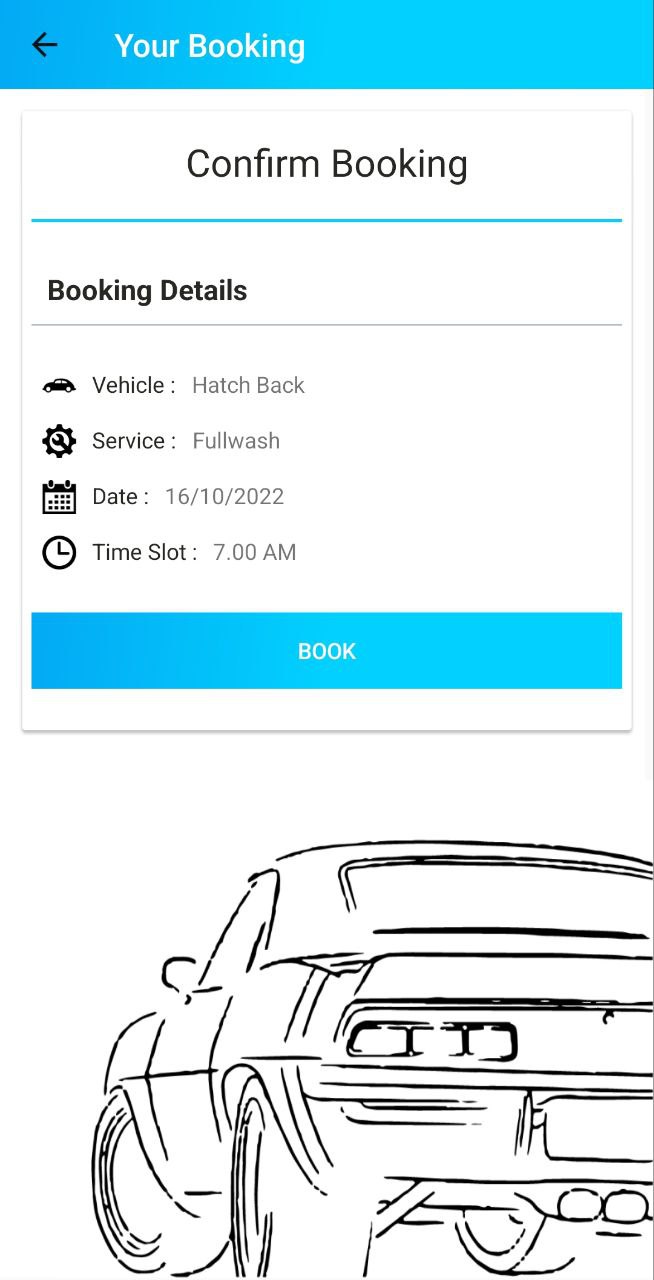 Your Booking
Confirm Booking
Booking Details
Vehicle : Hatch Back
Service : Fullwash
Date : 16/10/2022
Time Slot : 7.00 AM
BOOK